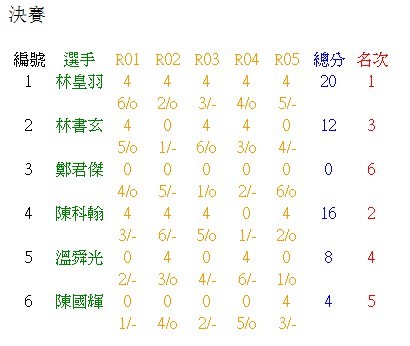 決賽
編號 選手 R01 R02 R03 R04 R05 總分 名次
1 林皇羽 4 4 4 4 4 20 1
6/o 2/o 3/- 4/o 5/-
2 林書玄 4 0 4 4 0 12 3
5/o 1/- 6/o 3/o 4/-
3 鄭君傑 0 0 0 0 0 0 6
4/o 5/- 1/o 2/- 6/o
4 陳科翰 4 4 4 0 4 16 2
3/- 6/- 5/o 1/- 2/o
5 溫舜光 0 4 0 4 0 8 4
2/- 3/o 4/- 6/- 1/o
6 陳國輝 0 0 0 0 4 4 5
1/- 4/o 2/- 5/o 3/-